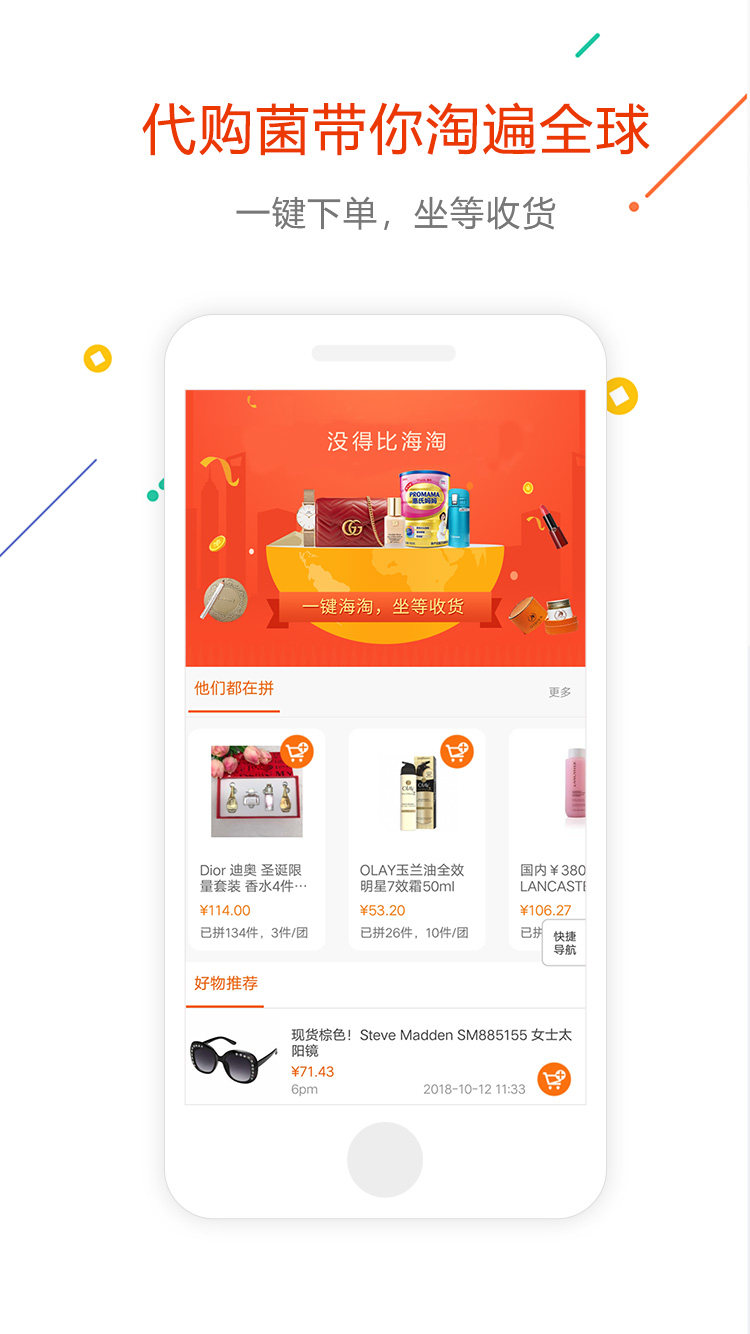 代购菌带你淘遍全球
一键下单，坐等收货
没得比海淘
PROMAMA
惠氏妈妈
一键海淘，坐等收货
他们都在拼
更多
OLAY
Dior 迪奥 圣诞限
量套装 香水4件…
¥114.00
已拼134件，3件/团
OLAY玉兰油全效
明星7效霜50ml
¥53.20
已拼26件，10件/团
国内￥380
LANCASTE
¥106.27
已拼
快捷
导航
好物推荐
现货棕色！Steve Madden SM885155 女士太
阳镜
¥71.43
6pm
2018-10-12 11:33